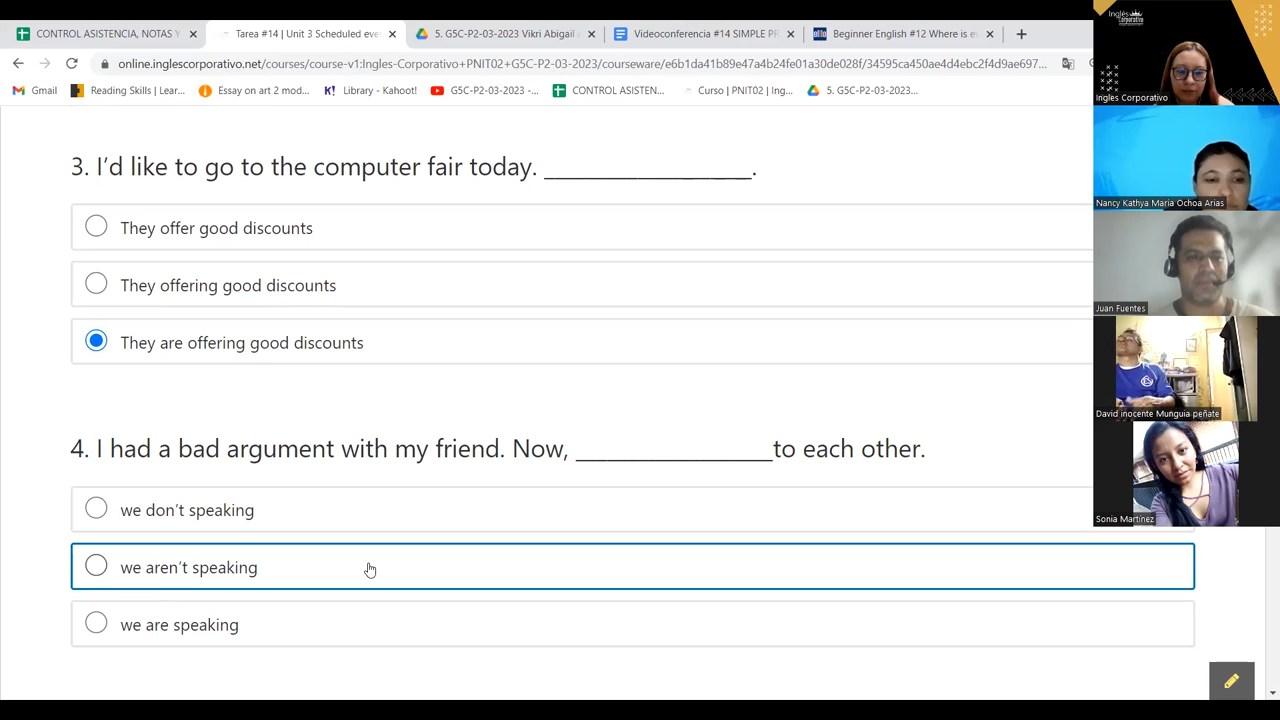 CONTROL ASISTENCIA, NOTAS Y
Tarea #14 | Unit 3 Scheduled eve
G5C-P2-03-2023 Vikri Abigail
Videoconferencia #14 SIMPLE PR
Beginner English #12 Where is e
online.inglescorporativo.net/courses/course-v1:Ingles-Corporativo+PNIT02+G5C-P2-03-2023/courseware/e6b1da41b89e47a4b24fe01a30de028f/34595ca450ae4d4ebc2f4d9ae697...
Gmail
Reading Skills | Lear...
Essay on art 2 mod...
Library - Kahoot!
G5C-P2-03-2023 -...
CONTROL ASISTEN...
Curso | PNIT02 | Ing...
5. G5C-P2-03-2023...
3. I’d like to go to the computer fair today. __________________.
They offer good discounts
They offering good discounts
They are offering good discounts
4. I had a bad argument with my friend. Now, _________________to each other.
we don’t speaking
we aren’t speaking
we are speaking
Inglés
Corporativo
Ingles Corporativo
Nancy Kathya Maria Ochoa Arias
Juan Fuentes
David inocente Munguia peñate
Sonia Martínez